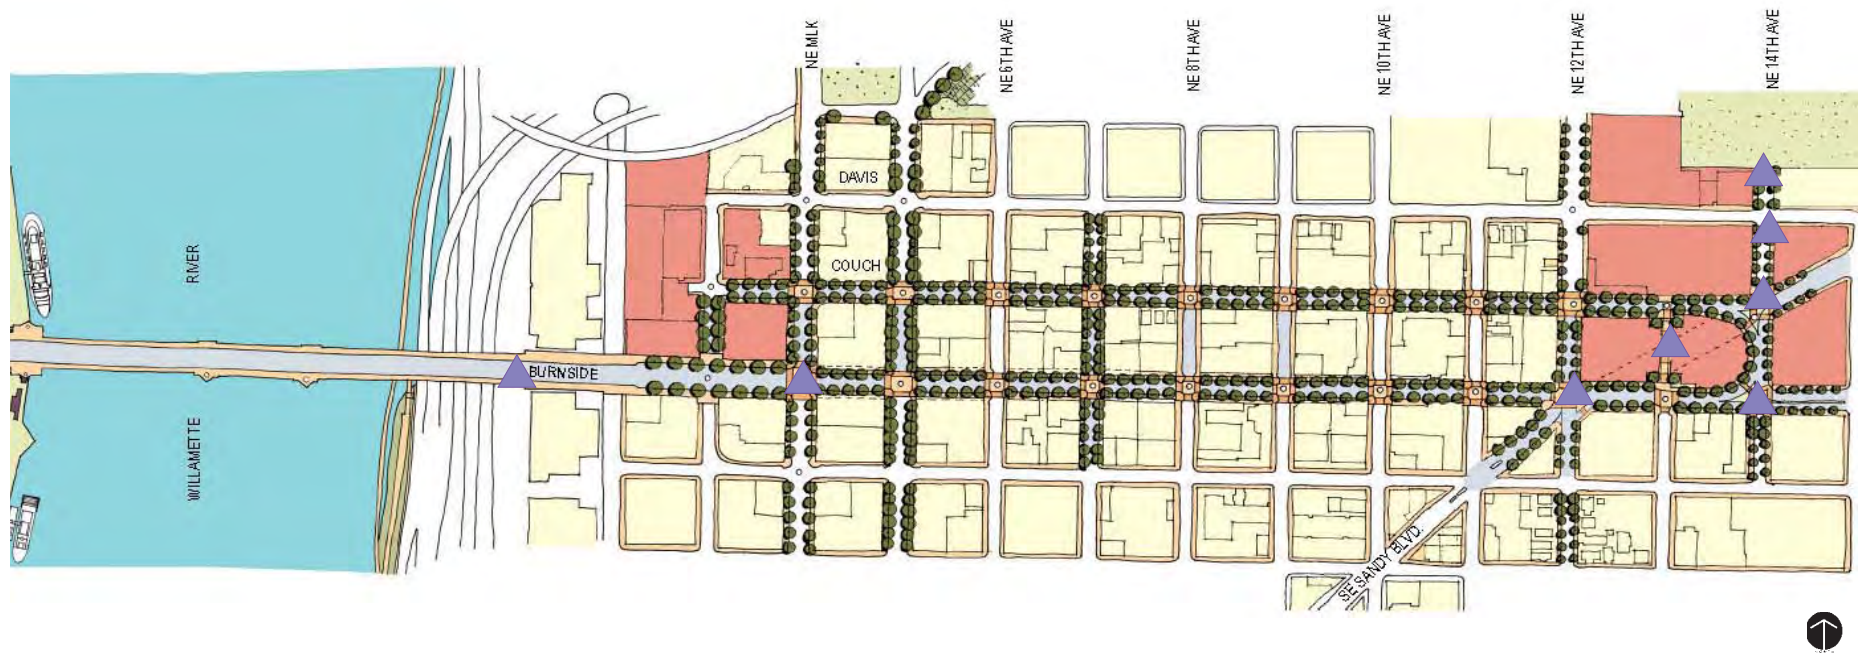 NE MLK
NE 6TH AVE
NE 8TH AVE
NE 10TH AVE
NE 12TH AVE
NE 14TH AVE
DAVIS
COUCH
RIVER
BURNSIDE
WILLAMETTE
SE SANDY BLVD.